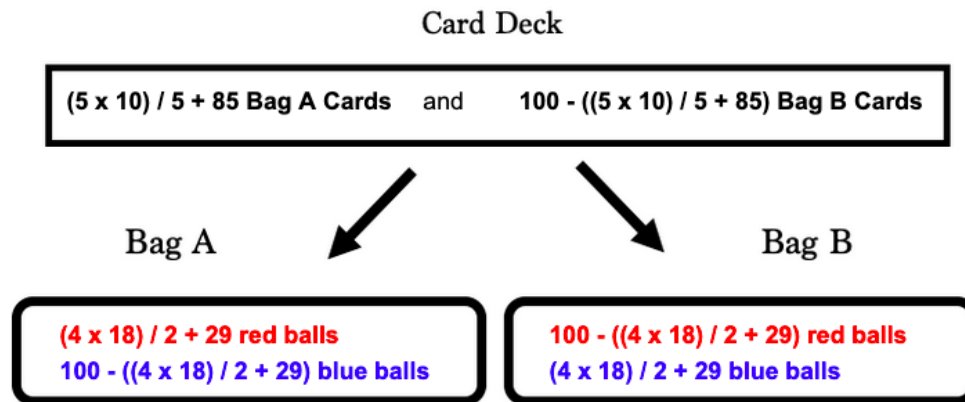 Card Deck
(5 x 10) / 5 + 85 Bag A Cards and 100 - ((5 x 10) / 5 + 85) Bag B Cards
Bag A Bag B
(4 x 18) / 2 + 29 red balls
100 - ((4 x 18) / 2 + 29) blue balls
100 - ((4 x 18) / 2 + 29) red balls
(4 x 18) / 2 + 29 blue balls